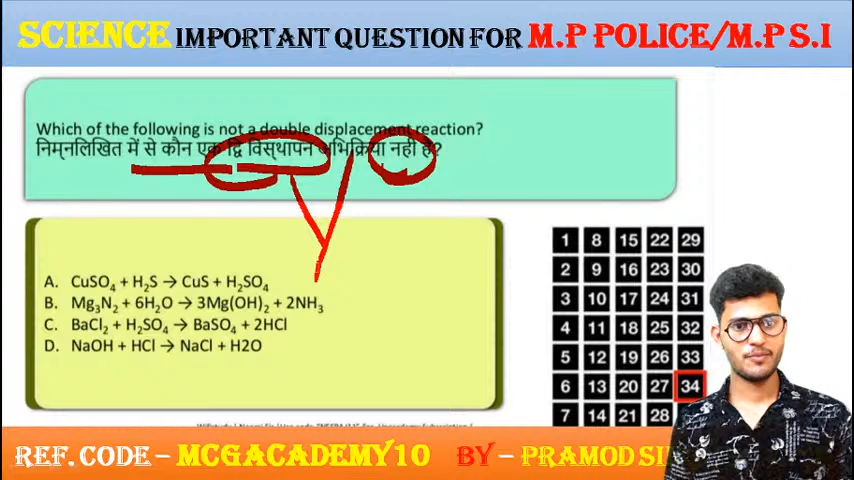 SCIENCE IMPORTANT QUESTION FOR M.P POLICE/M.P S.I
Which of the following is not a double displacement reaction?
निम्नलिखित में से कौन एक द्वि विस्थापन अभिक्रिया नही है?
A. CuSO₄ + H₂S → CuS + H₂SO₄
B. Mg₃N₂ + 6H₂O → 3Mg(OH)₂ + 2NH₃
C. BaCl₂ + H₂SO₄ → BaSO₄ + 2HCl
D. NaOH + HCl → NaCl + H2O
1 8 15 22 29
2 9 16 23 30
3 10 17 24 31
4 11 18 25 32
5 12 19 26 33
6 13 20 27 34
7 14 21 28
REF. CODE - MCGACADEMY10 BY - PRAMOD